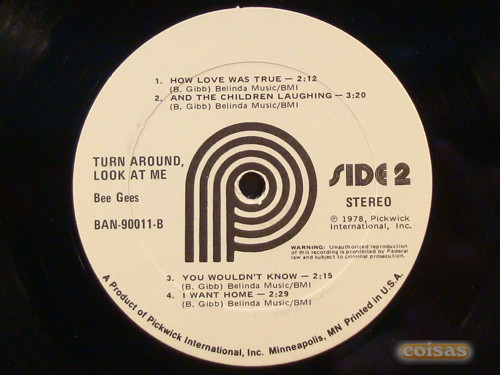 1. HOW LOVE WAS TRUE — 2:12
(B. Gibb) Belinda Music/BMI
2. AND THE CHILDREN LAUGHING — 3:20
(B. Gibb) Belinda Music/BMI
TURN AROUND,
LOOK AT ME
Bee Gees
BAN-90011-B
SIDE 2
STEREO
℗ 1978, Pickwick
International, Inc.
WARNING: Unauthorized reproduction
of this recording is prohibited by Federal
law and subject to criminal prosecution.
3. YOU WOULDN'T KNOW — 2:15
(B. Gibb) Belinda Music/BMI
4. I WANT HOME — 2:29
(B. Gibb) Belinda Music/BMI
A Product of Pickwick International, Inc. Minneapolis, MN Printed in U.S.A.
coisas